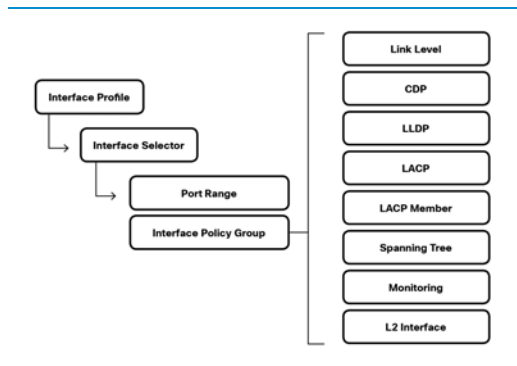 Interface Profile
Interface Selector
Port Range
Interface Policy Group
Link Level
CDP
LLDP
LACP
LACP Member
Spanning Tree
Monitoring
L2 Interface